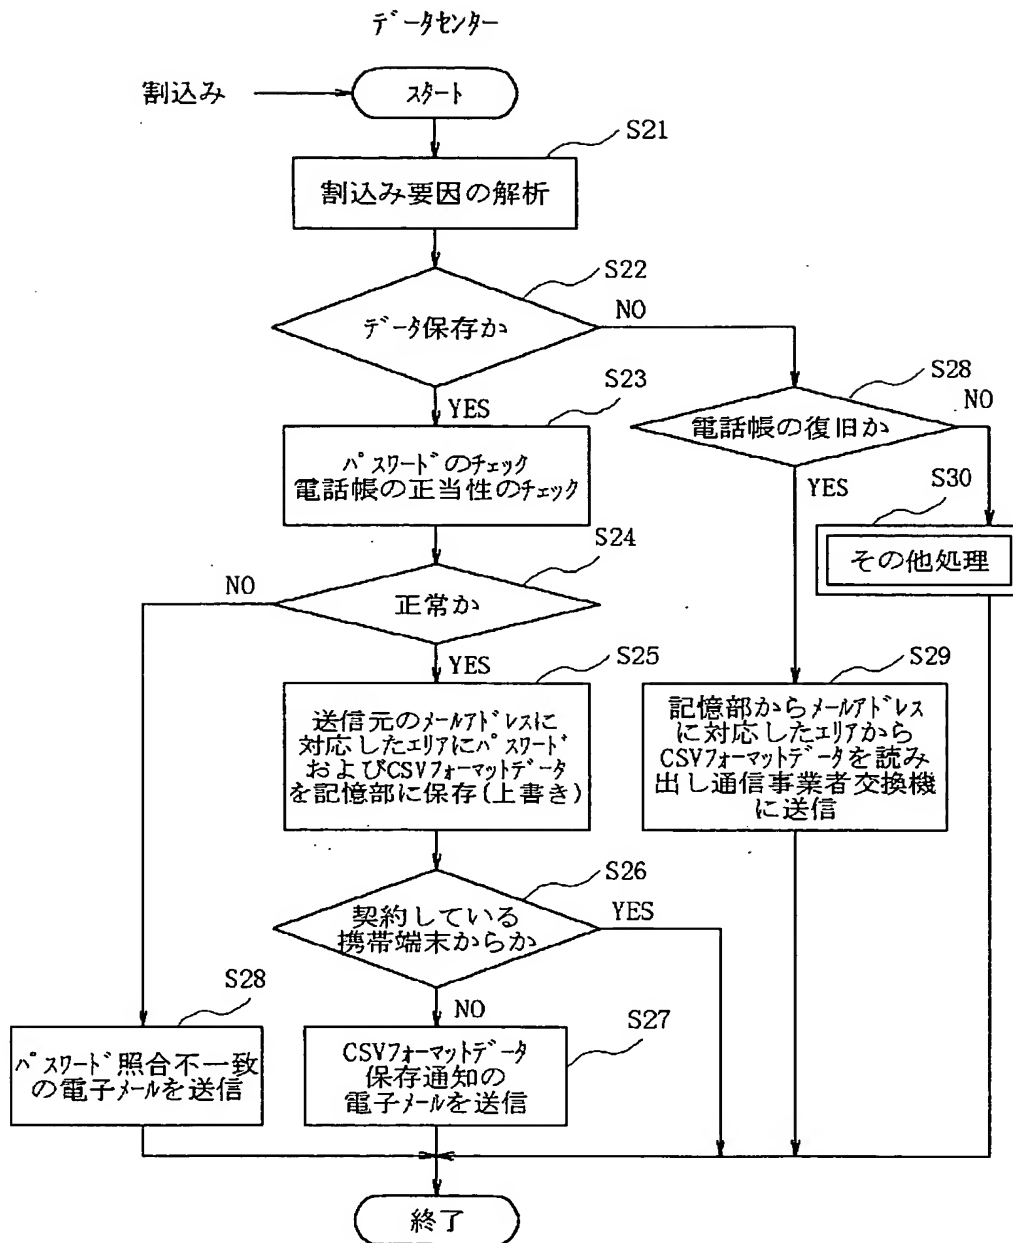 データセンター
割込み
スタート
S21
割込み要因の解析
S22
データ保存か
NO
YES
S23
パスワードのチェック
電話帳の正当性のチェック
S28
電話帳の復旧か
NO
YES
S30
その他処理
S24
正常か
NO
YES
S25
送信元のメールアドレスに
対応したエリアにパスワード
およびCSVフォーマットデータ
を記憶部に保存(上書き)
S29
記憶部からメールアドレス
に対応したエリアから
CSVフォーマットデータを読み
出し通信事業者交換機
に送信
S26
契約している
携帯端末からか
YES
NO
S28
パスワード照合不一致
の電子メールを送信
S27
CSVフォーマットデータ
保存通知の
電子メールを送信
終了